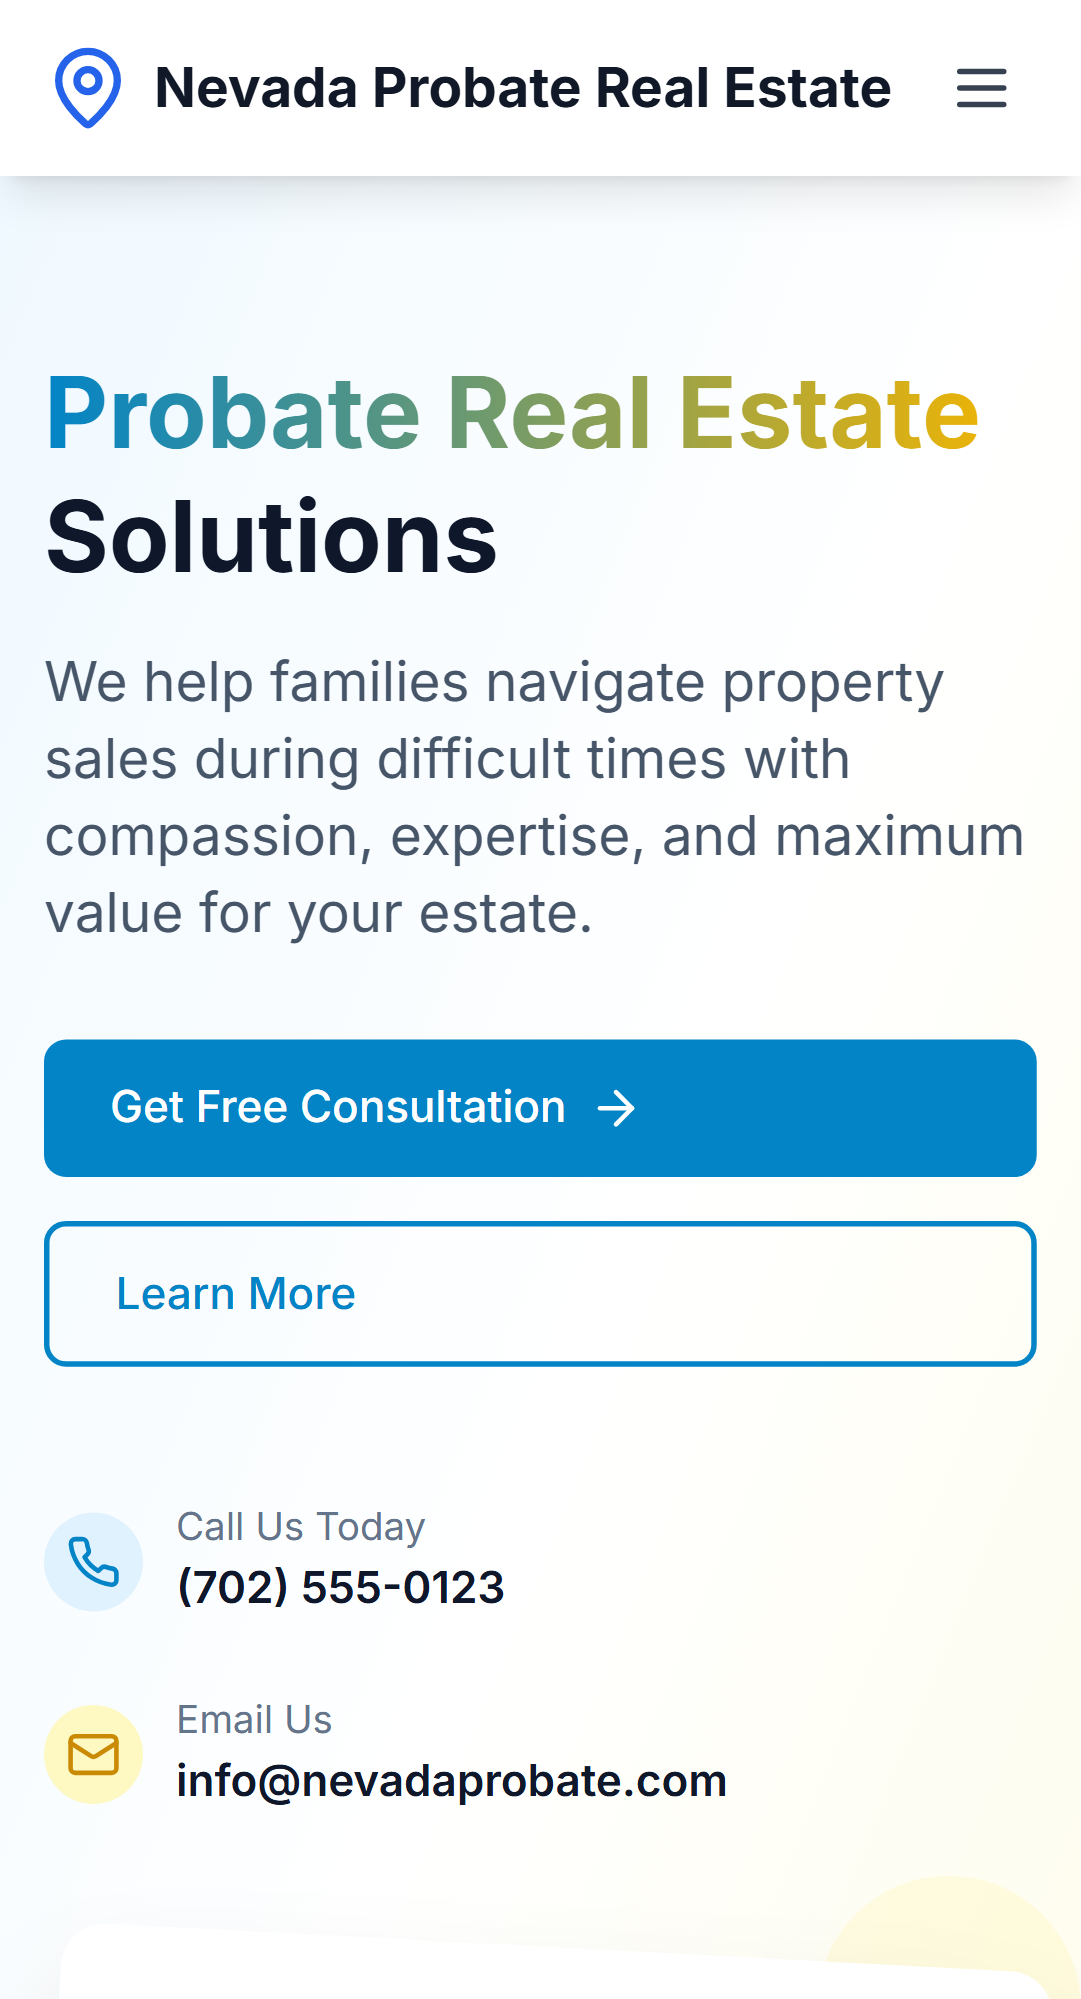 Nevada Probate Real Estate
Probate Real Estate
Solutions
We help families navigate property
sales during difficult times with
compassion, expertise, and maximum
value for your estate.
Get Free Consultation
Learn More
Call Us Today
(702) 555-0123
Email Us
info@nevadaprobate.com